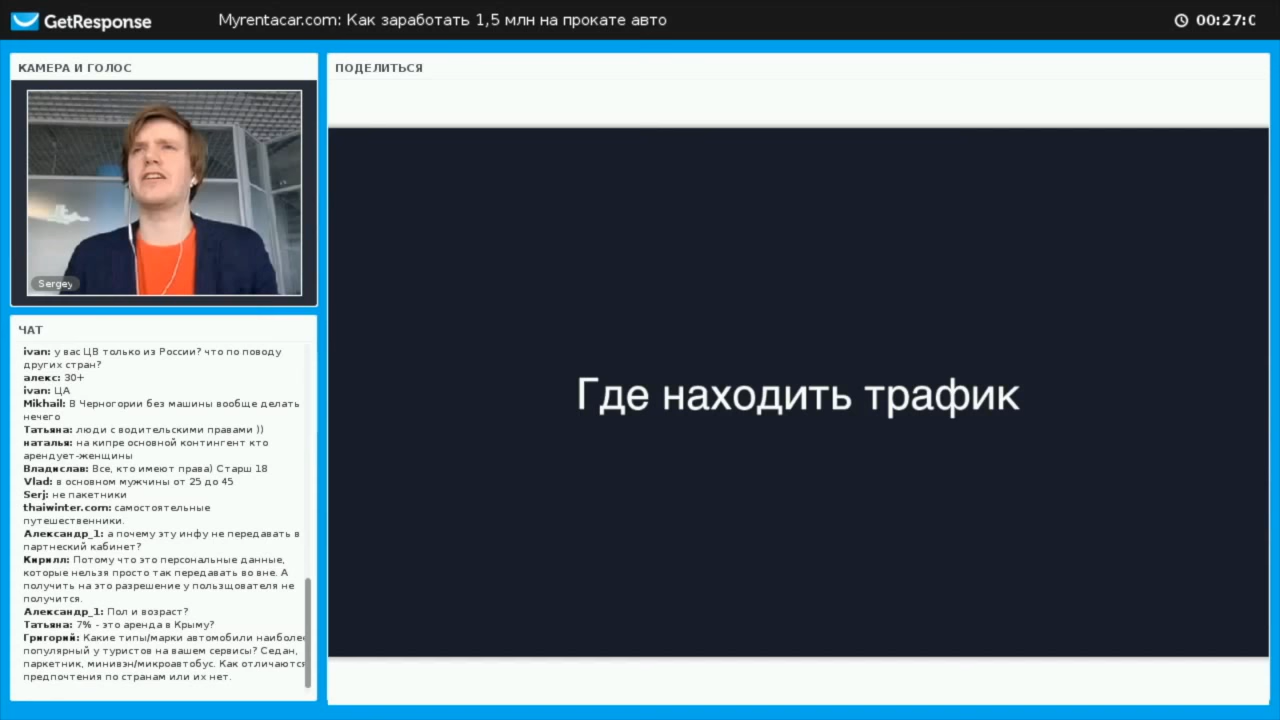 GetResponse
Myrentacar.com: Как заработать 1,5 млн на прокате авто
00:27:0
КАМЕРА И ГОЛОС
Sergey
ПОДЕЛИТЬСЯ
Где находить трафик
ЧАТ
ivan: у вас ЦВ только из России? что по поводу
других стран?
алекс: 30+
ivan: ЦА
Mikhail: В Черногории без машины вообще делать
нечего
Татьяна: люди с водительскими правами ))
наталья: на кипре основной контингент кто
арендует-женщины
Владислав: Все, кто имеют права) Старш 18
Vlad: в основном мужчины от 25 до 45
Serj: не пакетники
thaiwinter.com: самостоятельные
путешественники.
Александр_1: а почему эту инфу не передавать в
партнеский кабинет?
Кирилл: Потому что это персональные данные,
которые нельзя просто так передавать во вне. А
получить на это разрешение у пользщователя не
получится.
Александр_1: Пол и возраст?
Татьяна: 7% - это аренда в Крыму?
Григорий: Какие типы/марки автомобили наиболее
популярный у туристов на вашем сервисы? Седан,
паркетник, минивэн/микроавтобус. Как отличаются
предпочтения по странам или их нет.